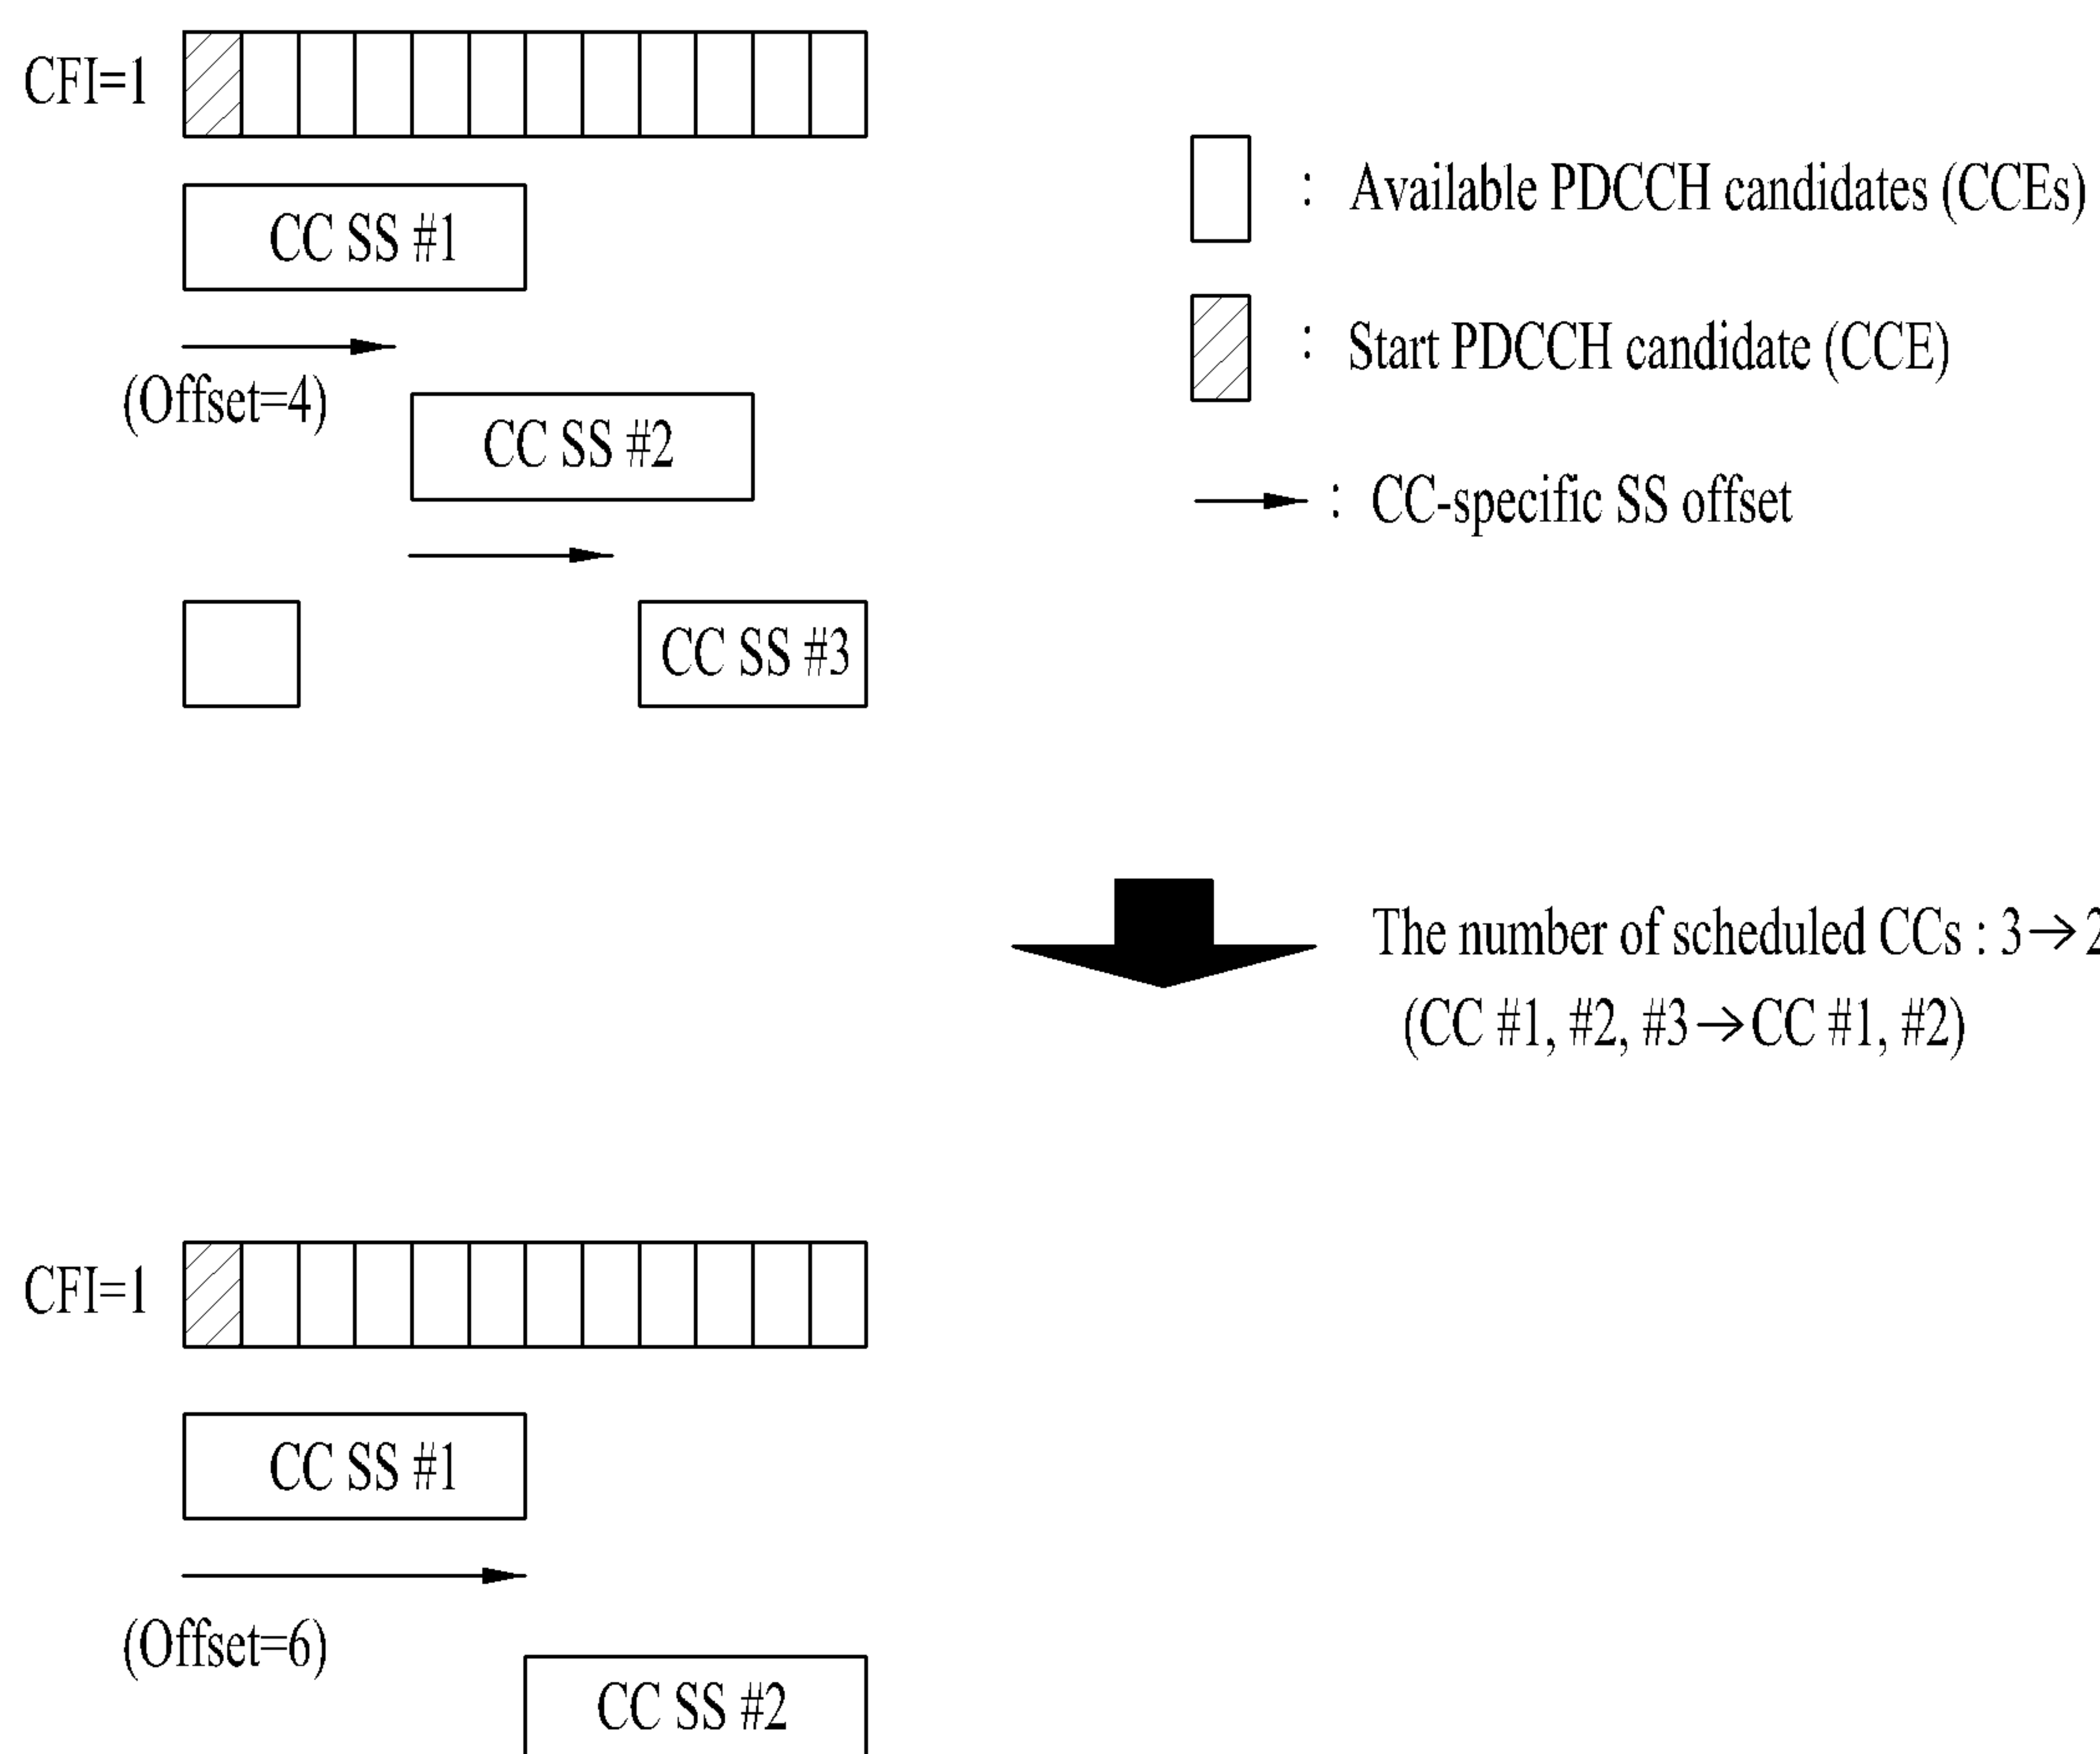 CFI=1
CC SS #1
(Offset=4)
CC SS #2
CC SS #3
: Available PDCCH candidates (CCEs)
: Start PDCCH candidate (CCE)
: CC-specific SS offset
The number of scheduled CCs : 3→2
(CC #1, #2, #3→CC #1, #2)
CFI=1
CC SS #1
(Offset=6)
CC SS #2